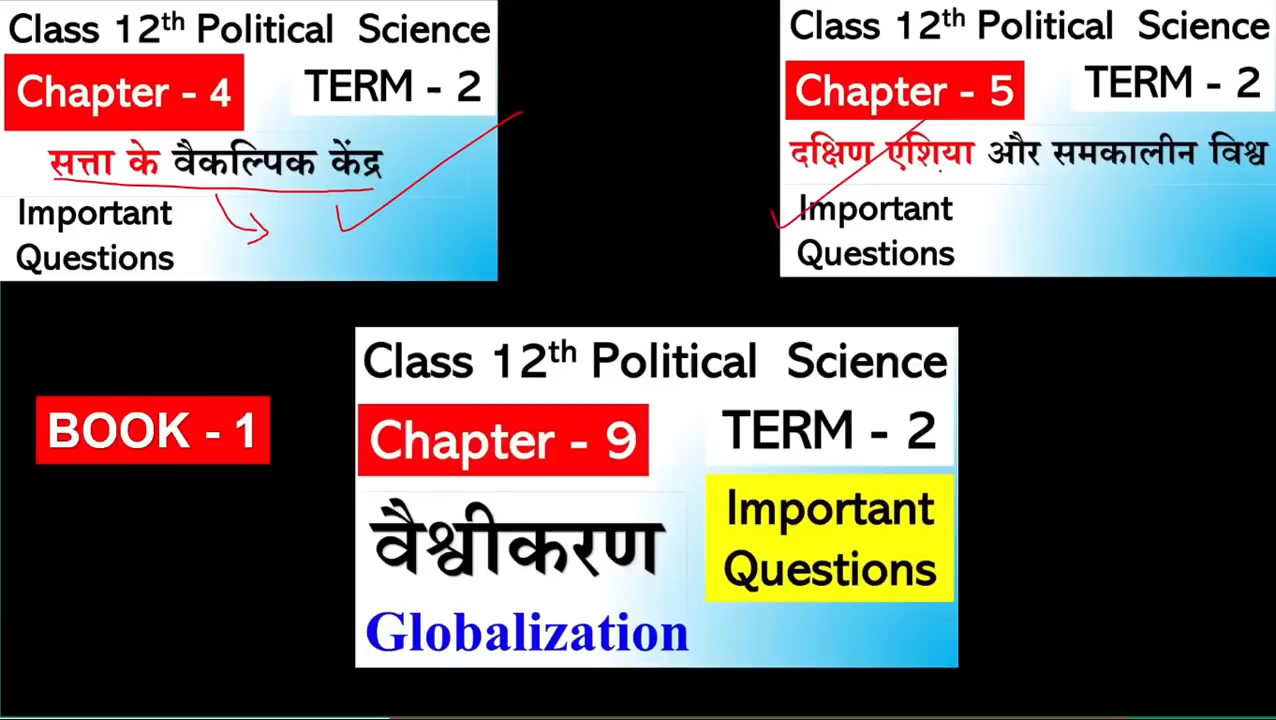 Class 12th Political Science
Chapter - 4
TERM - 2
सत्ता के वैकल्पिक केंद्र
Important
Questions
Class 12th Political Science
Chapter - 5
TERM - 2
दक्षिण एशिया और समकालीन विश्व
Important
Questions
BOOK - 1
Class 12th Political Science
Chapter - 9
TERM - 2
वैश्वीकरण
Important
Questions
Globalization